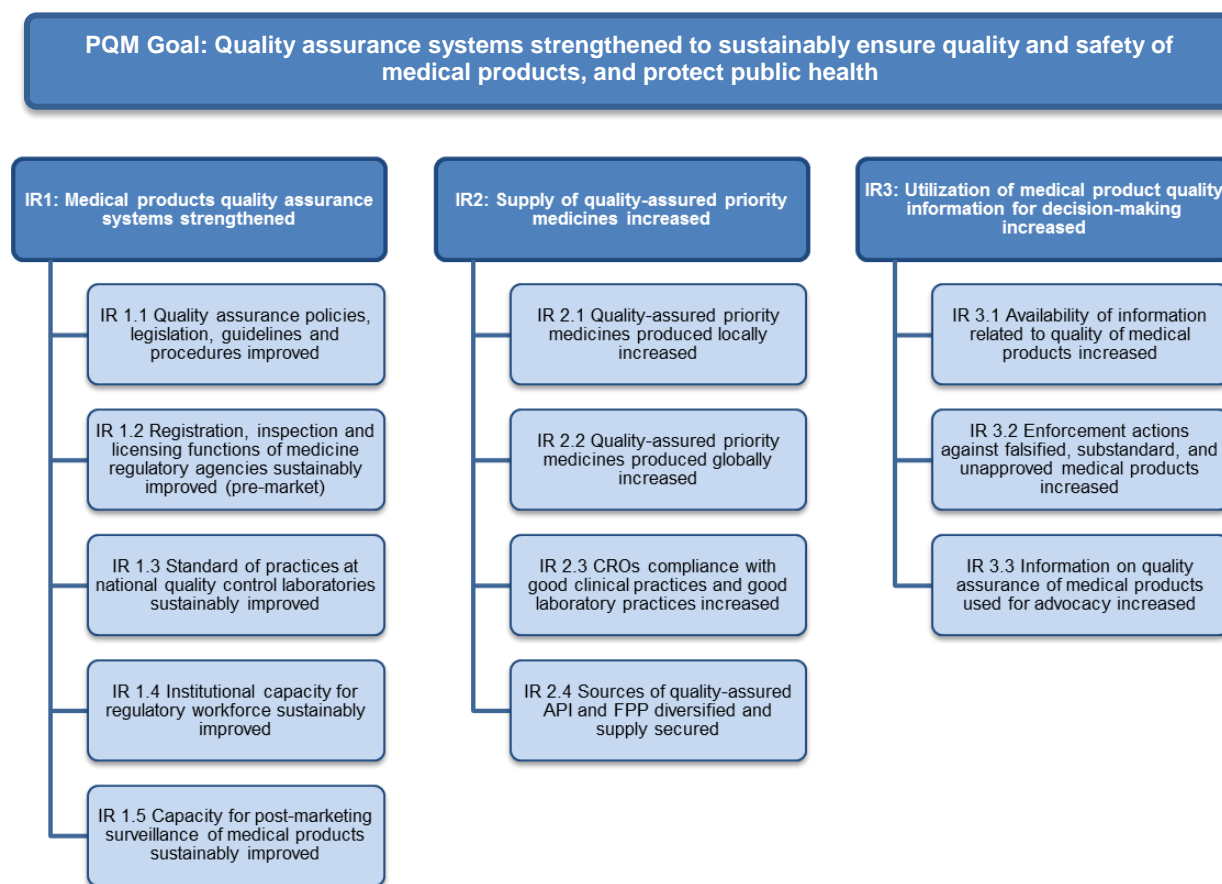 PQM Goal: Quality assurance systems strengthened to sustainably ensure quality and safety of
medical products, and protect public health
IR1: Medical products quality assurance
systems strengthened
IR 1.1 Quality assurance policies,
legislation, guidelines and
procedures improved
IR 1.2 Registration, inspection and
licensing functions of medicine
regulatory agencies sustainably
improved (pre-market)
IR 1.3 Standard of practices at
national quality control laboratories
sustainably improved
IR 1.4 Institutional capacity for
regulatory workforce sustainably
improved
IR 1.5 Capacity for post-marketing
surveillance of medical products
sustainably improved
IR2: Supply of quality-assured priority
medicines increased
IR 2.1 Quality-assured priority
medicines produced locally
increased
IR 2.2 Quality-assured priority
medicines produced globally
increased
IR 2.3 CROs compliance with
good clinical practices and good
laboratory practices increased
IR 2.4 Sources of quality-assured
API and FPP diversified and
supply secured
IR3: Utilization of medical product quality
information for decision-making
increased
IR 3.1 Availability of information
related to quality of medical
products increased
IR 3.2 Enforcement actions
against falsified, substandard, and
unapproved medical products
increased
IR 3.3 Information on quality
assurance of medical products
used for advocacy increased